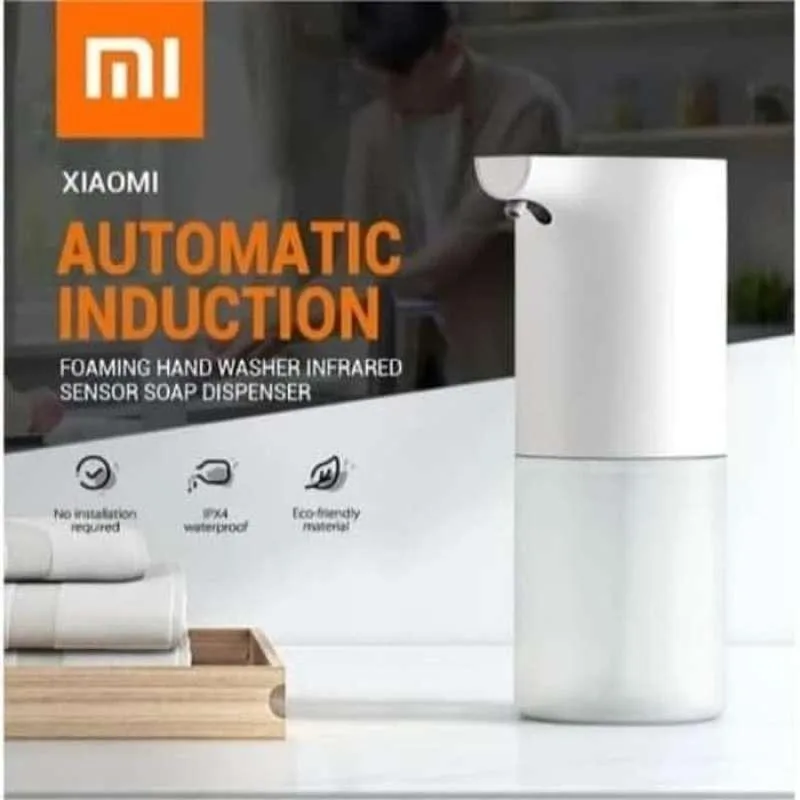 mi
XIAOMI
AUTOMATIC
INDUCTION
FOAMING HAND WASHER INFRARED
SENSOR SOAP DISPENSER
No installation
required
IPX4
waterproof
Eco-friendly
material